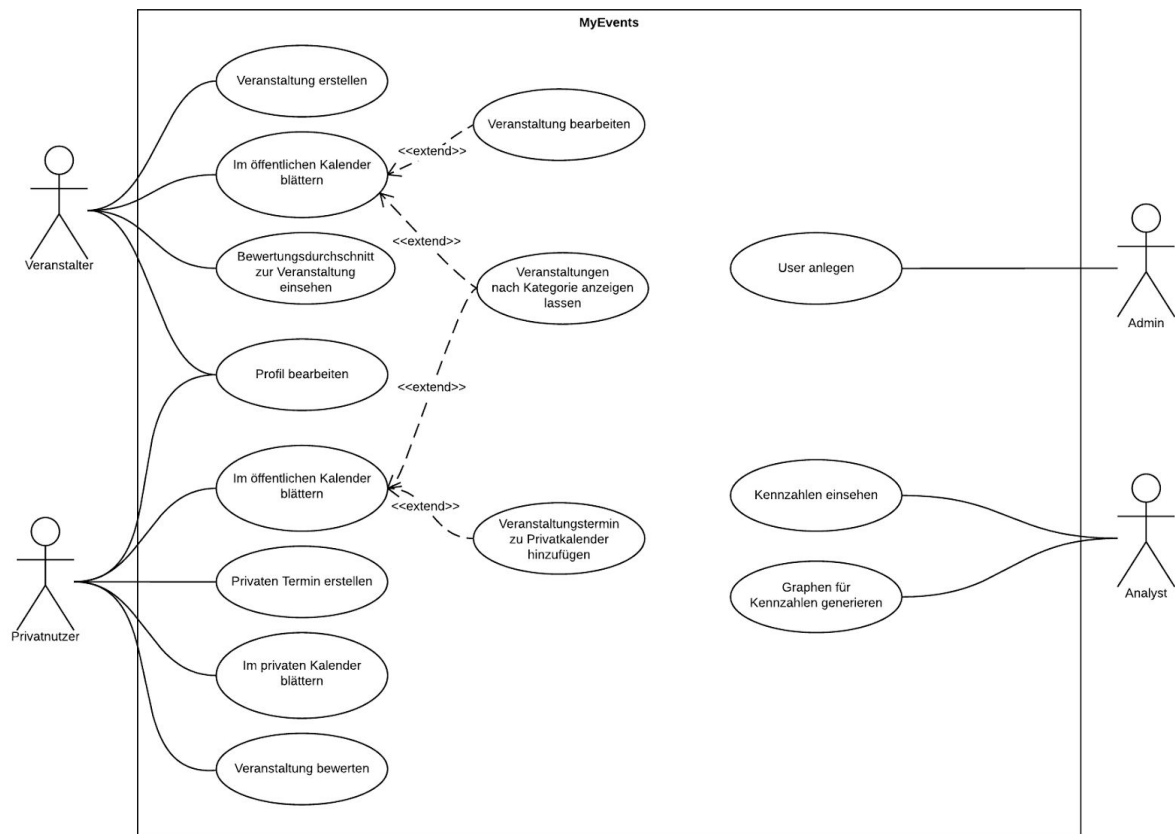 MyEvents
Veranstaltung erstellen
Veranstaltung bearbeiten
<<extend>>
Im öffentlichen Kalender
blättern
<<extend>>
Veranstalter
Bewertungsdurchschnitt
zur Veranstaltung
einsehen
Veranstaltungen
nach Kategorie anzeigen
lassen
User anlegen
Admin
Profil bearbeiten
<<extend>>
Im öffentlichen Kalender
blättern
<<extend>>
Veranstaltungstermin
zu Privatkalender
hinzufügen
Kennzahlen einsehen
Privaten Termin erstellen
Graphen für
Kennzahlen generieren
Analyst
Privatnutzer
Im privaten Kalender
blättern
Veranstaltung bewerten